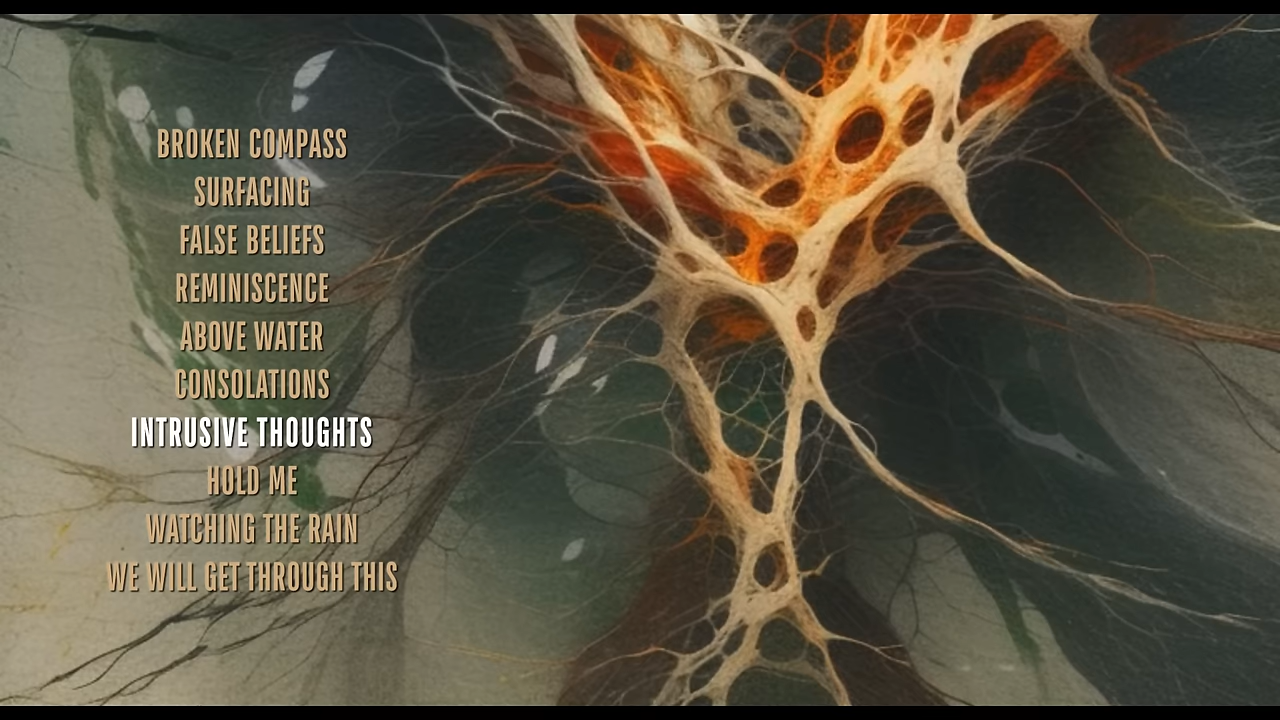 BROKEN COMPASS
SURFACING
FALSE BELIEFS
REMINISCENCE
ABOVE WATER
CONSOLATIONS
INTRUSIVE THOUGHTS
HOLD ME
WATCHING THE RAIN
WE WILL GET THROUGH THIS